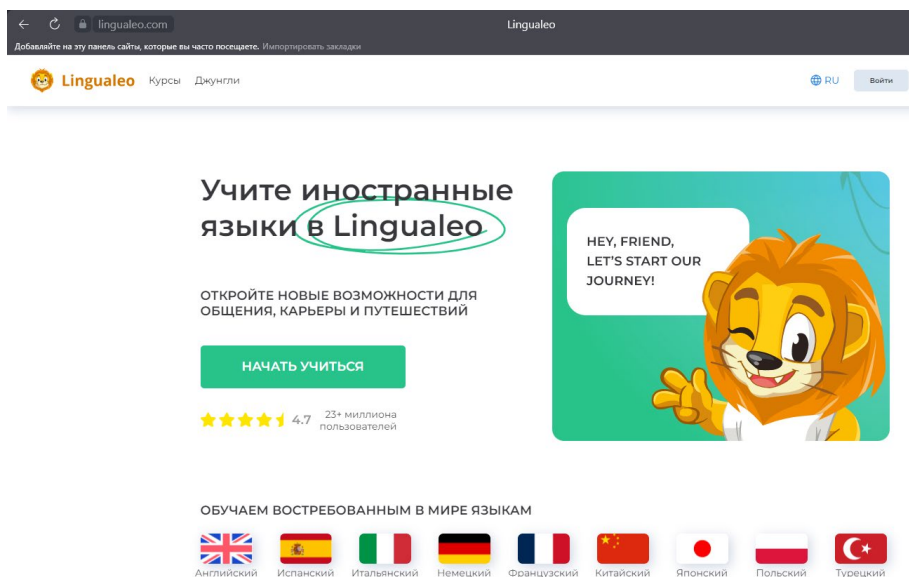 lingualeo.com
Lingualeo
Добавляйте на эту панель сайты, которые вы часто посещаете. Импортировать закладки
Lingualeo Курсы Джунгли RU Войти
Учите иностранные
языки в Lingualeo
HEY, FRIEND,
LET'S START OUR
JOURNEY!
ОТКРОЙТЕ НОВЫЕ ВОЗМОЖНОСТИ ДЛЯ
ОБЩЕНИЯ, КАРЬЕРЫ И ПУТЕШЕСТВИЙ
НАЧАТЬ УЧИТЬСЯ
4.7 23+ миллиона
пользователей
ОБУЧАЕМ ВОСТРЕБОВАННЫМ В МИРЕ ЯЗЫКАМ
Английский Испанский Итальянский Немецкий Французский Китайский Японский Польский Турецкий